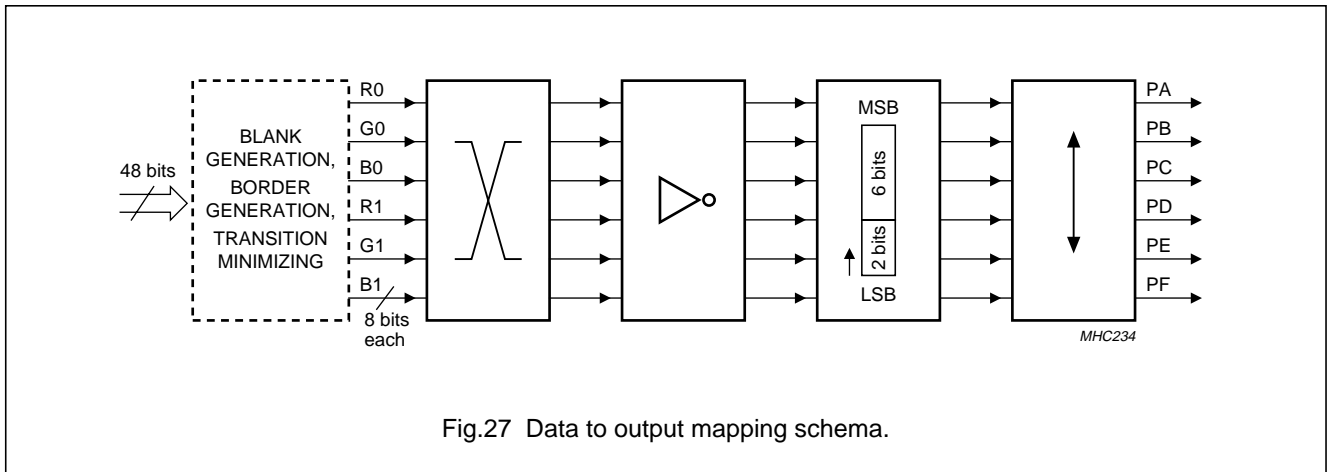 48 bits
BLANK
GENERATION,
BORDER
GENERATION,
TRANSITION
MINIMIZING
R0
G0
B0
R1
G1
B1
8 bits
each
MSB
6 bits
2 bits
LSB
PA
PB
PC
PD
PE
PF
MHC234
Fig.27 Data to output mapping schema.